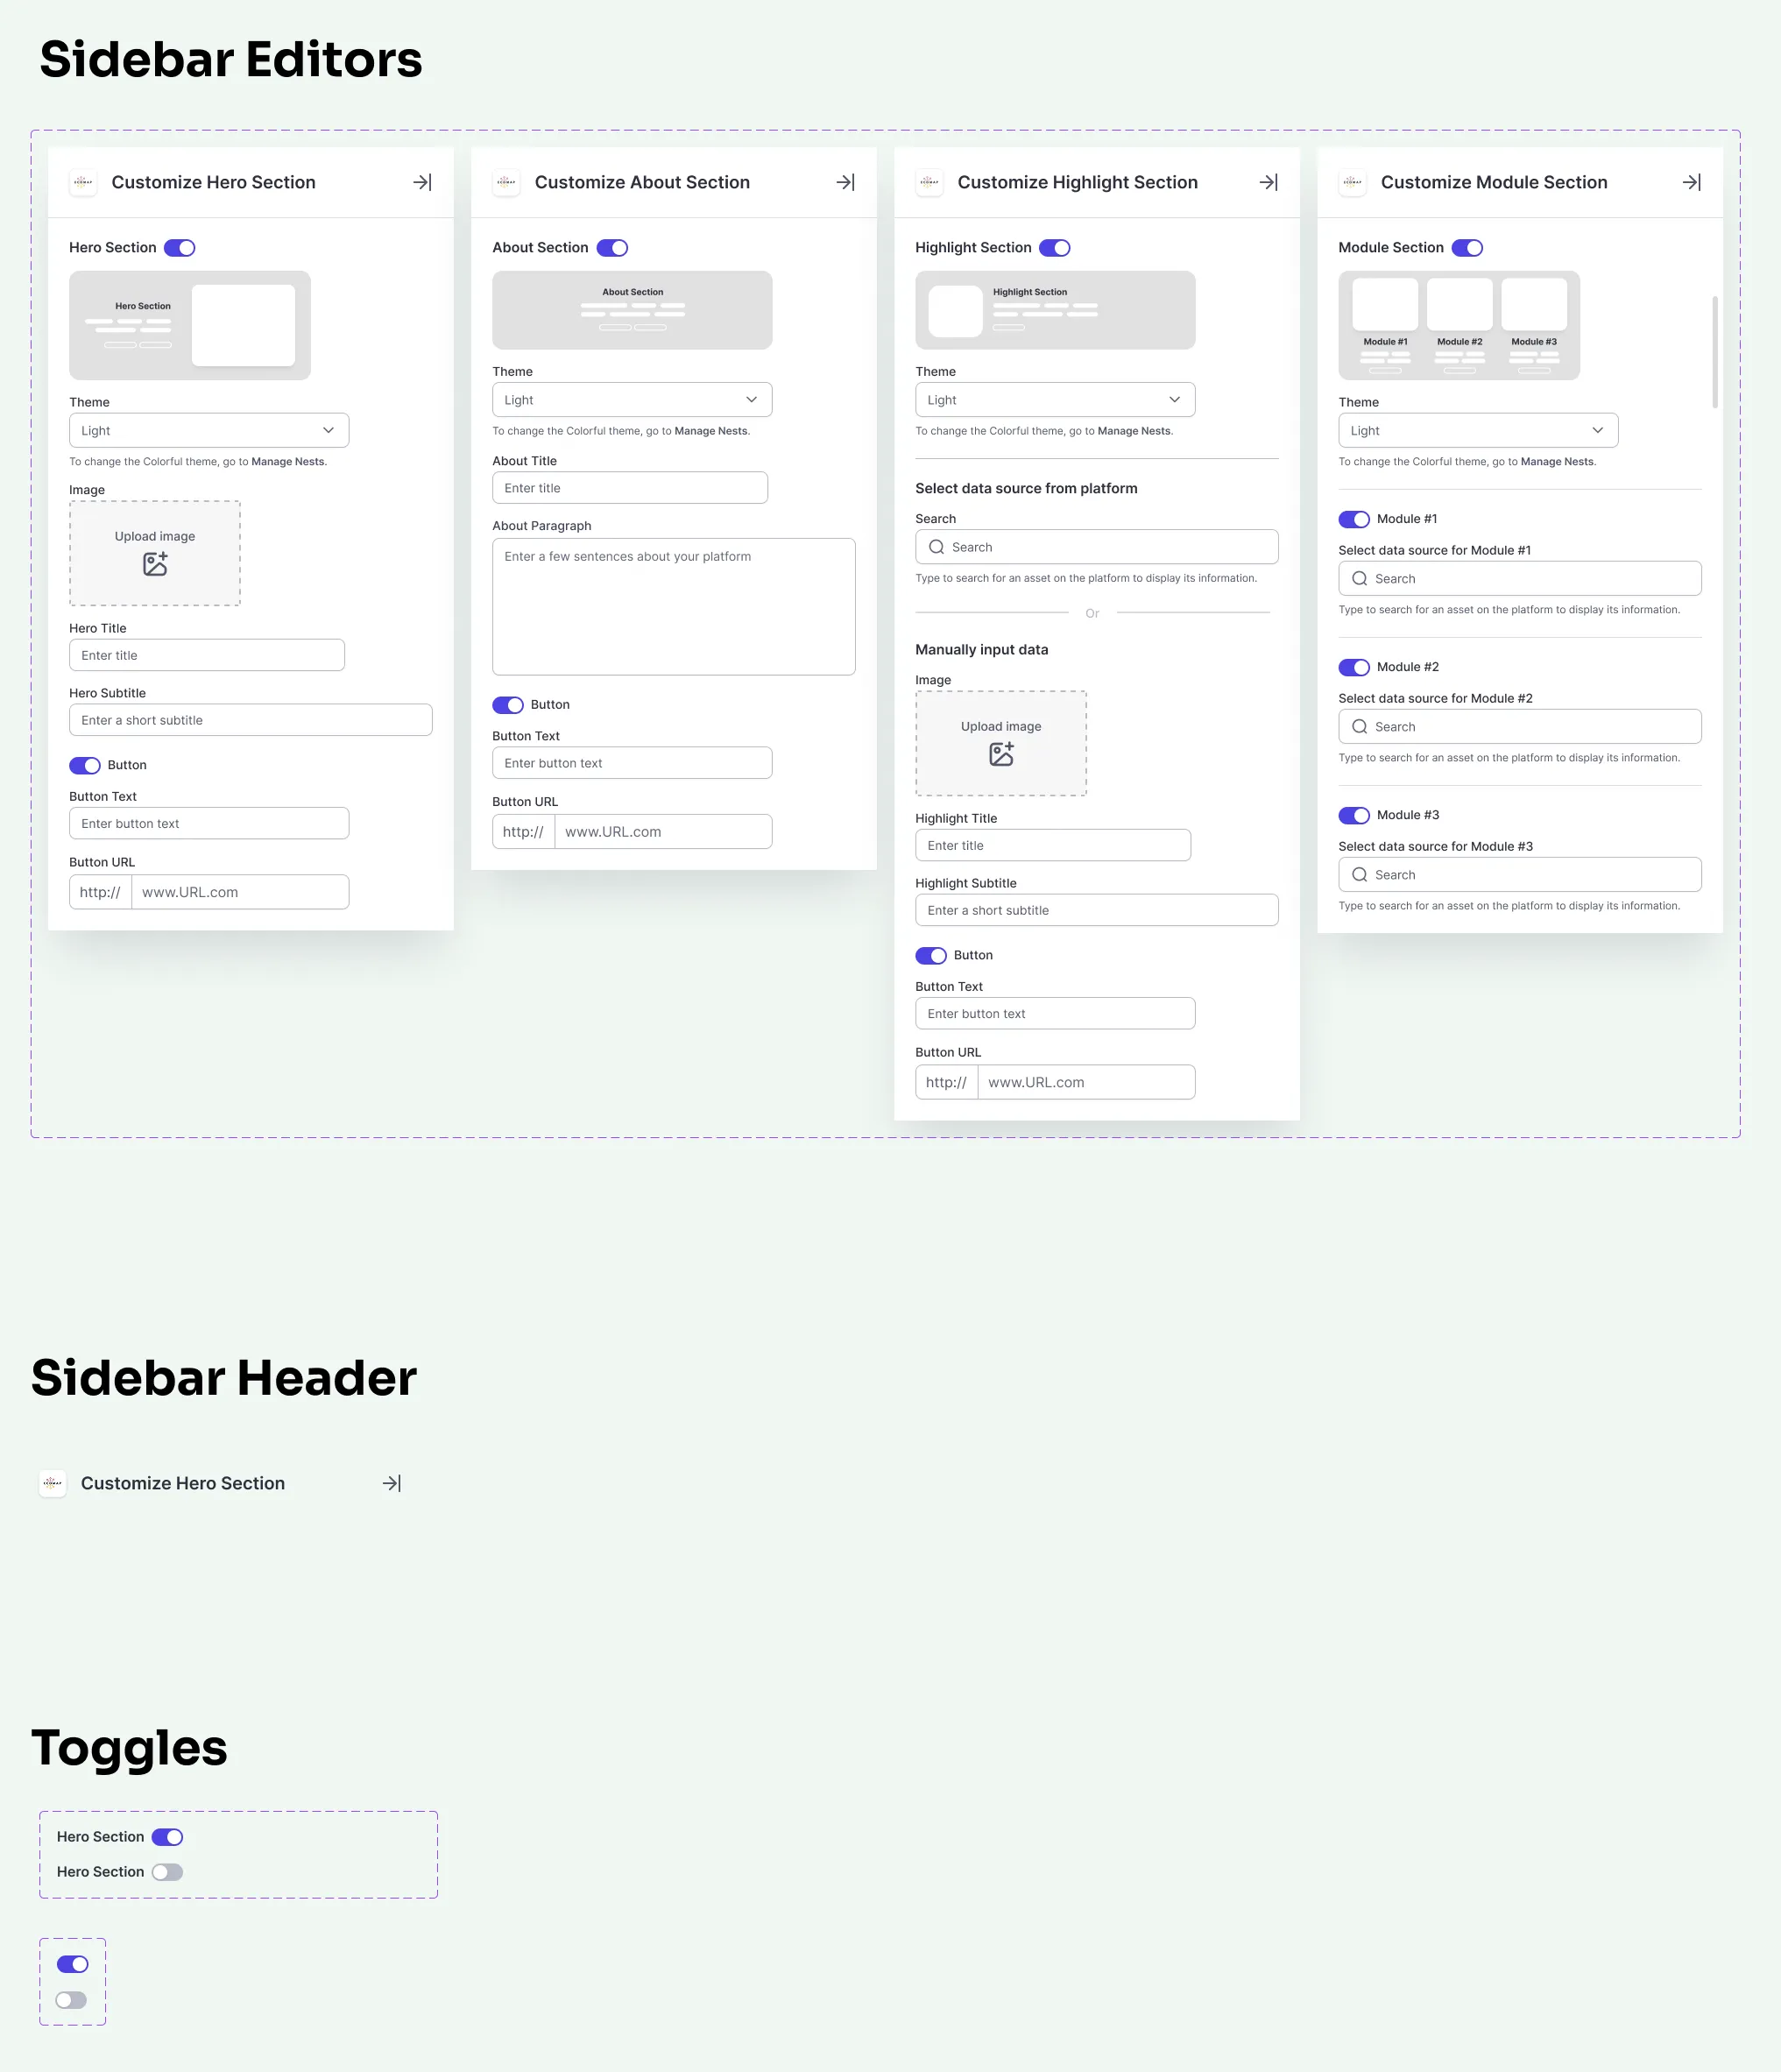 Sidebar Editors
ECOMAP
Customize Hero Section
Hero Section
Hero Section
Theme
Light
To change the Colorful theme, go to Manage Nests.
Image
Upload image
Hero Title
Enter title
Hero Subtitle
Enter a short subtitle
Button
Button Text
Enter button text
Button URL
http://
www.URL.com
ECOMAP
Customize About Section
About Section
About Section
Theme
Light
To change the Colorful theme, go to Manage Nests.
About Title
Enter title
About Paragraph
Enter a few sentences about your platform
Button
Button Text
Enter button text
Button URL
http://
www.URL.com
ECOMAP
Customize Highlight Section
Highlight Section
Highlight Section
Theme
Light
To change the Colorful theme, go to Manage Nests.
Select data source from platform
Search
Search
Type to search for an asset on the platform to display its information.
Or
Manually input data
Image
Upload image
Highlight Title
Enter title
Highlight Subtitle
Enter a short subtitle
Button
Button Text
Enter button text
Button URL
http://
www.URL.com
ECOMAP
Customize Module Section
Module Section
Module #1
Module #2
Module #3
Theme
Light
To change the Colorful theme, go to Manage Nests.
Module #1
Select data source for Module #1
Search
Type to search for an asset on the platform to display its information.
Module #2
Select data source for Module #2
Search
Type to search for an asset on the platform to display its information.
Module #3
Select data source for Module #3
Search
Type to search for an asset on the platform to display its information.
Sidebar Header
ECOMAP
Customize Hero Section
Toggles
Hero Section
Hero Section